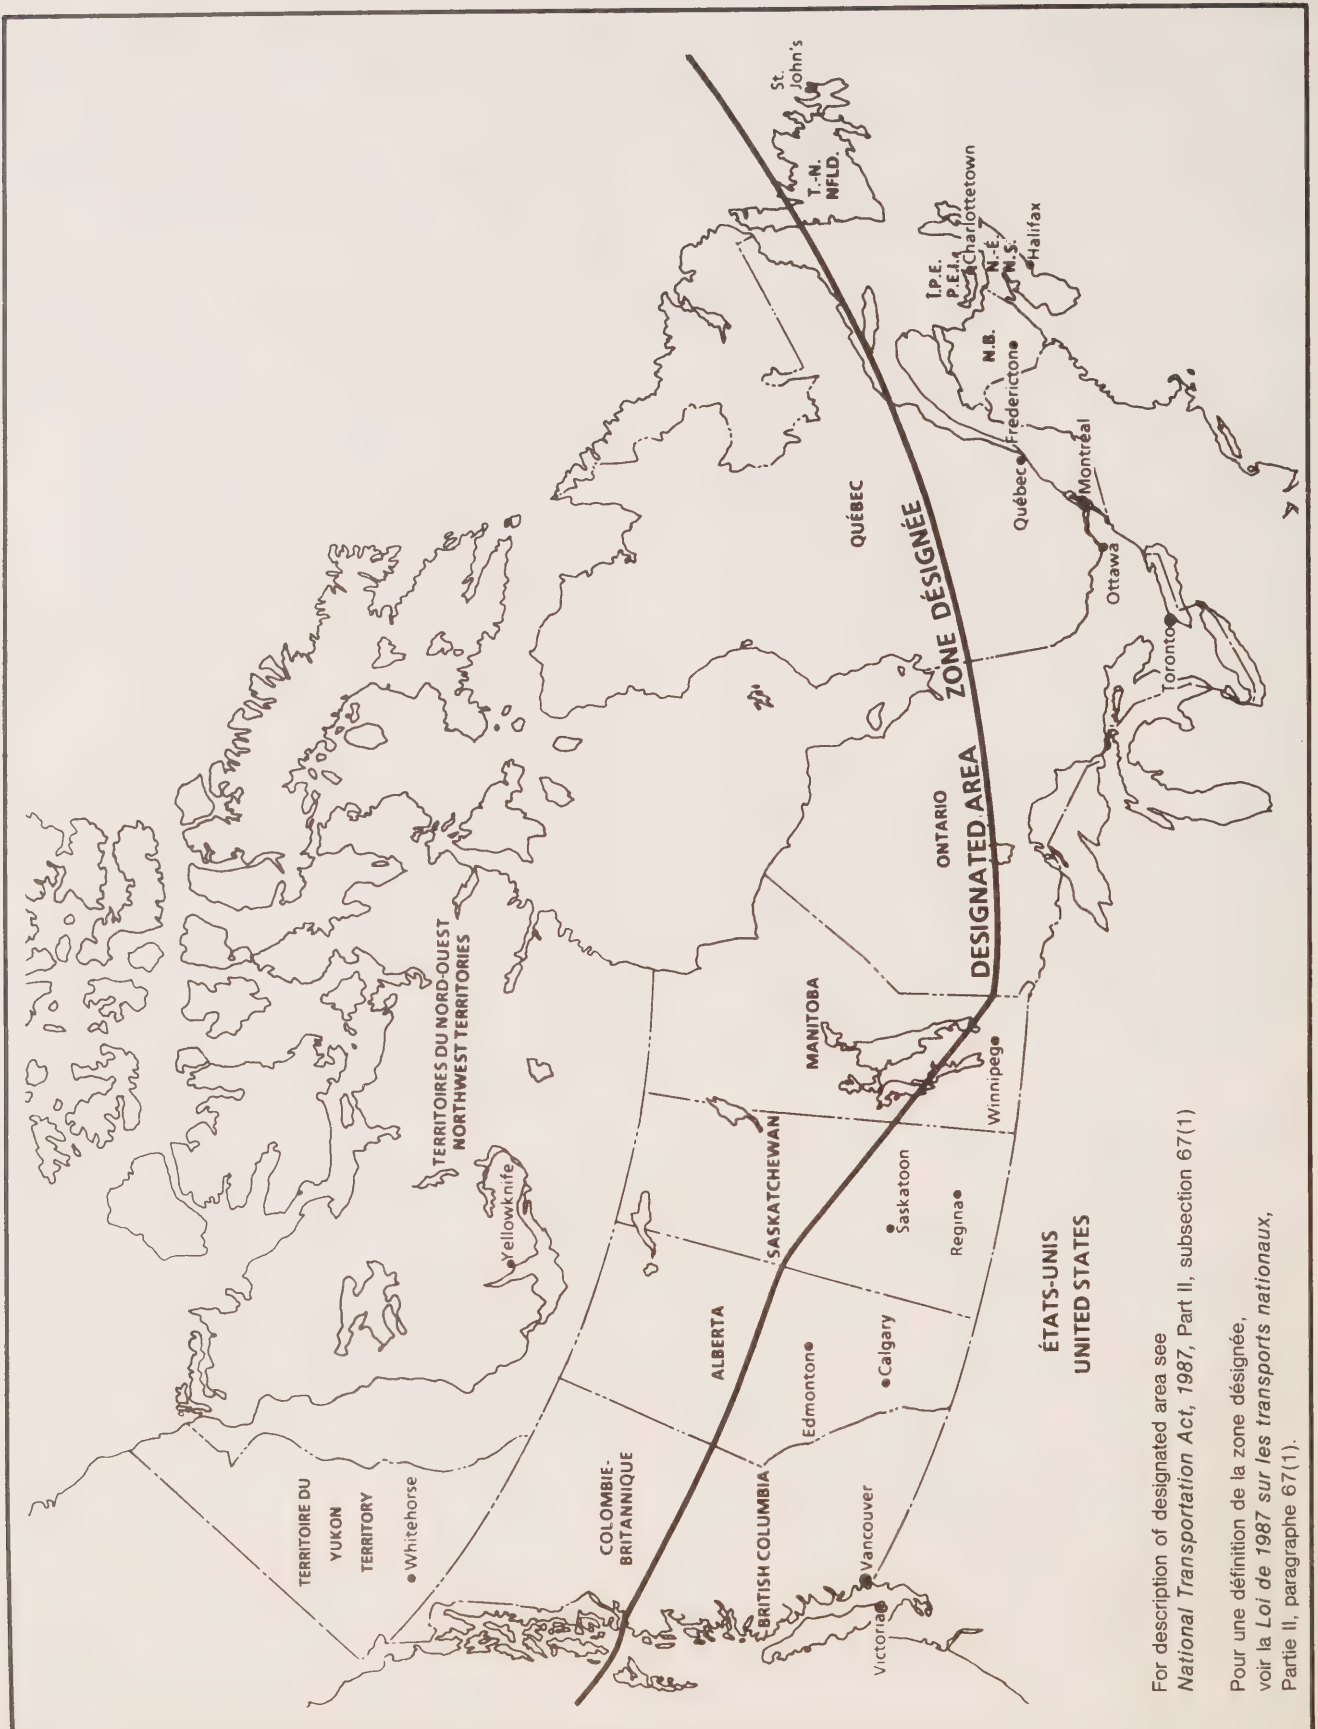 TERRITOIRE DU
YUKON
TERRITORY
Whitehorse
TERRITOIRES DU NORD-OUEST
NORTHWEST TERRITORIES
Yellowknife
COLOMBIE-
BRITANNIQUE
BRITISH COLUMBIA
Vancouver
Victoria
ALBERTA
Edmonton
Calgary
SASKATCHEWAN
Saskatoon
Regina
MANITOBA
Winnipeg
ONTARIO
DESIGNATED AREA
ZONE DÉSIGNÉE
Toronto
Ottawa
QUÉBEC
Québec
Montréal
N.B.
Fredericton
Î.P.E.
P.E.I.
Charlottetown
N.-É.
N.S.
Halifax
T.-N.
NFLD.
St.
John's
ÉTATS-UNIS
UNITED STATES
For description of designated area see
National Transportation Act, 1987, Part II, subsection 67(1)
Pour une définition de la zone désignée,
voir la Loi de 1987 sur les transports nationaux,
Partie II, paragraphe 67(1).